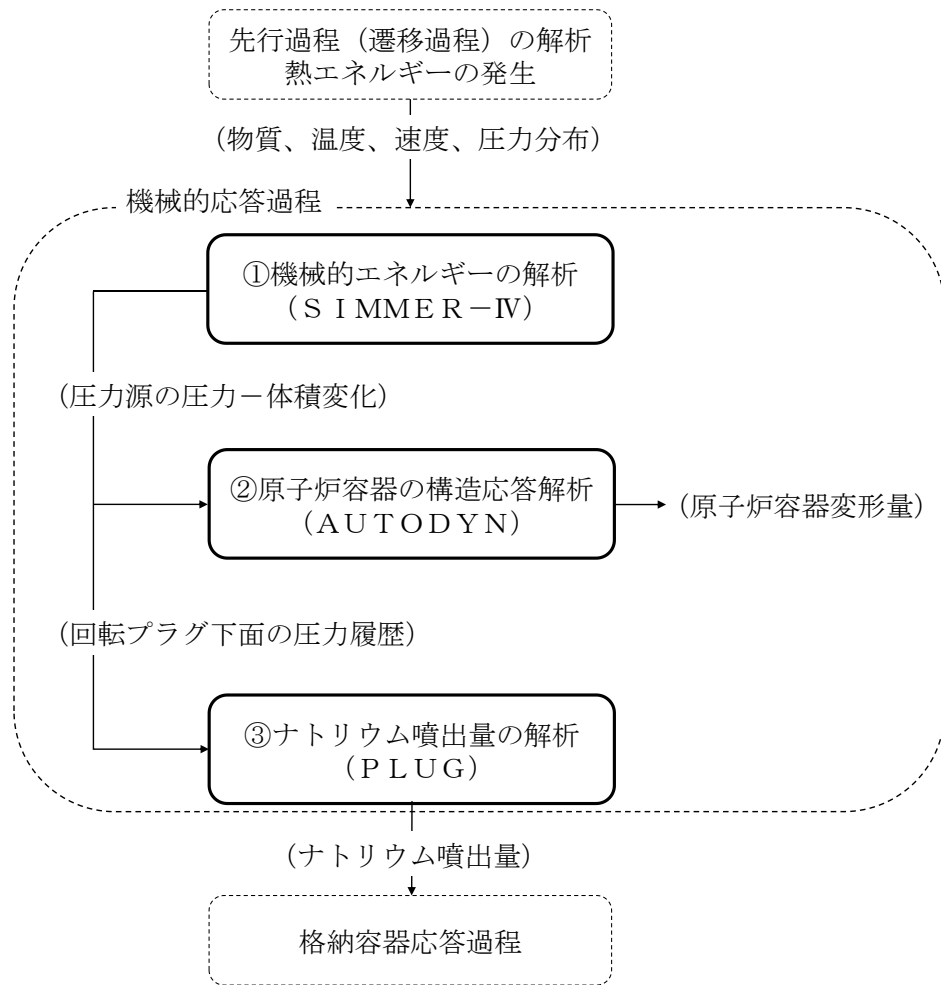 先行過程（遷移過程）の解析
熱エネルギーの発生
（物質、温度、速度、圧力分布）
機械的応答過程
①機械的エネルギーの解析
（ＳＩＭＭＥＲ－Ⅳ）
（圧力源の圧力－体積変化）
②原子炉容器の構造応答解析
（ＡＵＴＯＤＹＮ）
（原子炉容器変形量）
（回転プラグ下面の圧力履歴）
③ナトリウム噴出量の解析
（ＰＬＵＧ）
（ナトリウム噴出量）
格納容器応答過程